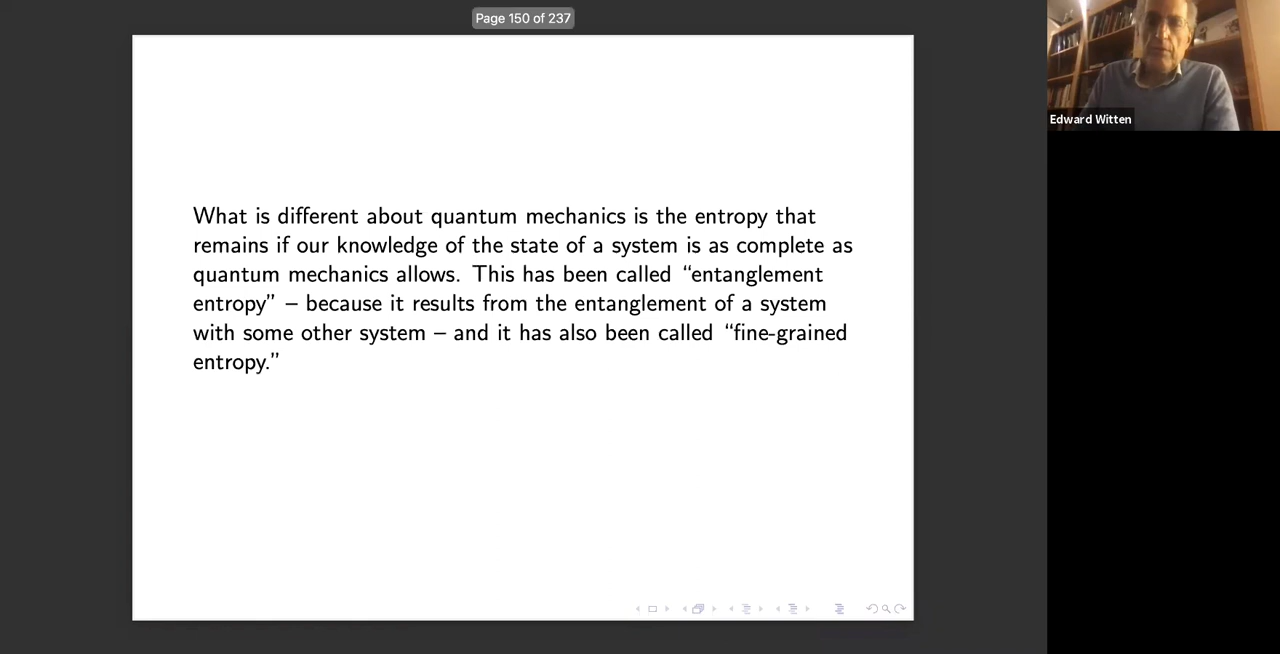 Page 150 of 237
What is different about quantum mechanics is the entropy that
remains if our knowledge of the state of a system is as complete as
quantum mechanics allows. This has been called “entanglement
entropy” – because it results from the entanglement of a system
with some other system – and it has also been called “fine-grained
entropy.”
Edward Witten